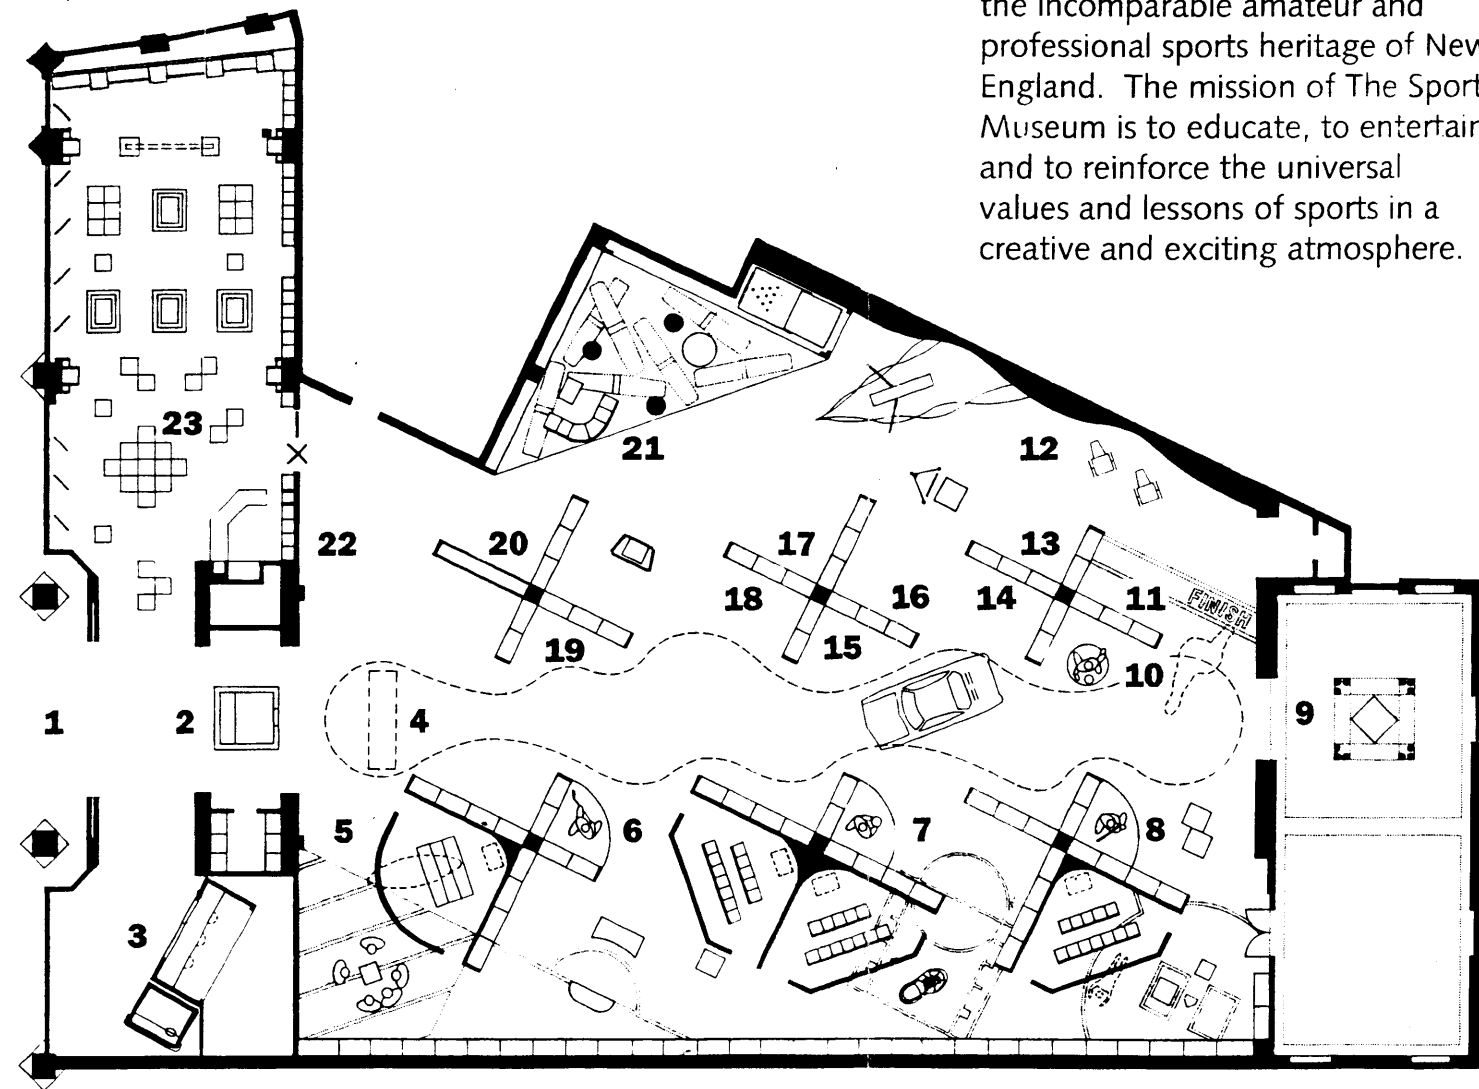 the incomparable amateur and
professional sports heritage of New
England. The mission of The Sport
Museum is to educate, to entertain
and to reinforce the universal
values and lessons of sports in a
creative and exciting atmosphere.
23
21
12
22
20
17
13
18
16
14
11
FINISH
19
15
10
1
2
4
9
5
6
7
8
3